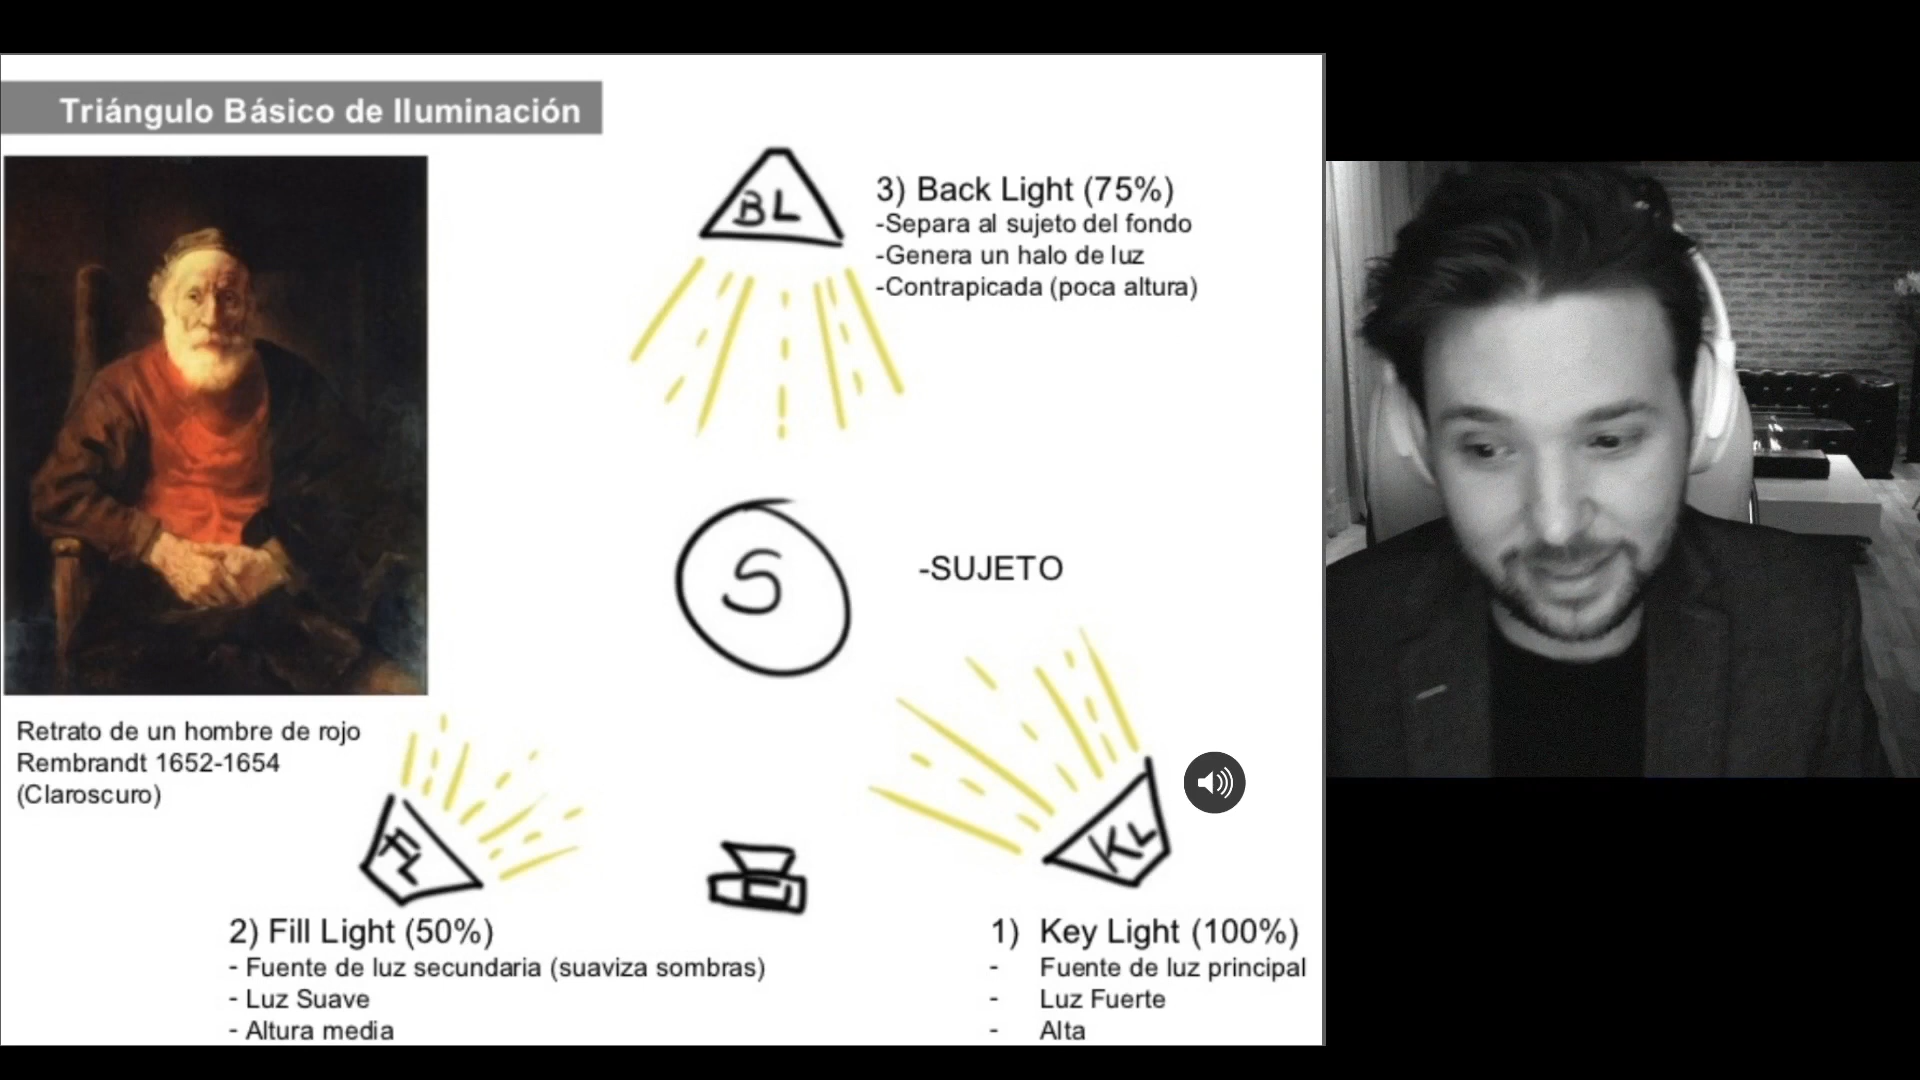 Triángulo Básico de Iluminación
BL
3) Back Light (75%)
-Separa al sujeto del fondo
-Genera un halo de luz
-Contrapicada (poca altura)
S
-SUJETO
Retrato de un hombre de rojo
Rembrandt 1652-1654
(Claroscuro)
FL
KL
2) Fill Light (50%)
- Fuente de luz secundaria (suaviza sombras)
- Luz Suave
- Altura media
1) Key Light (100%)
- Fuente de luz principal
- Luz Fuerte
- Alta